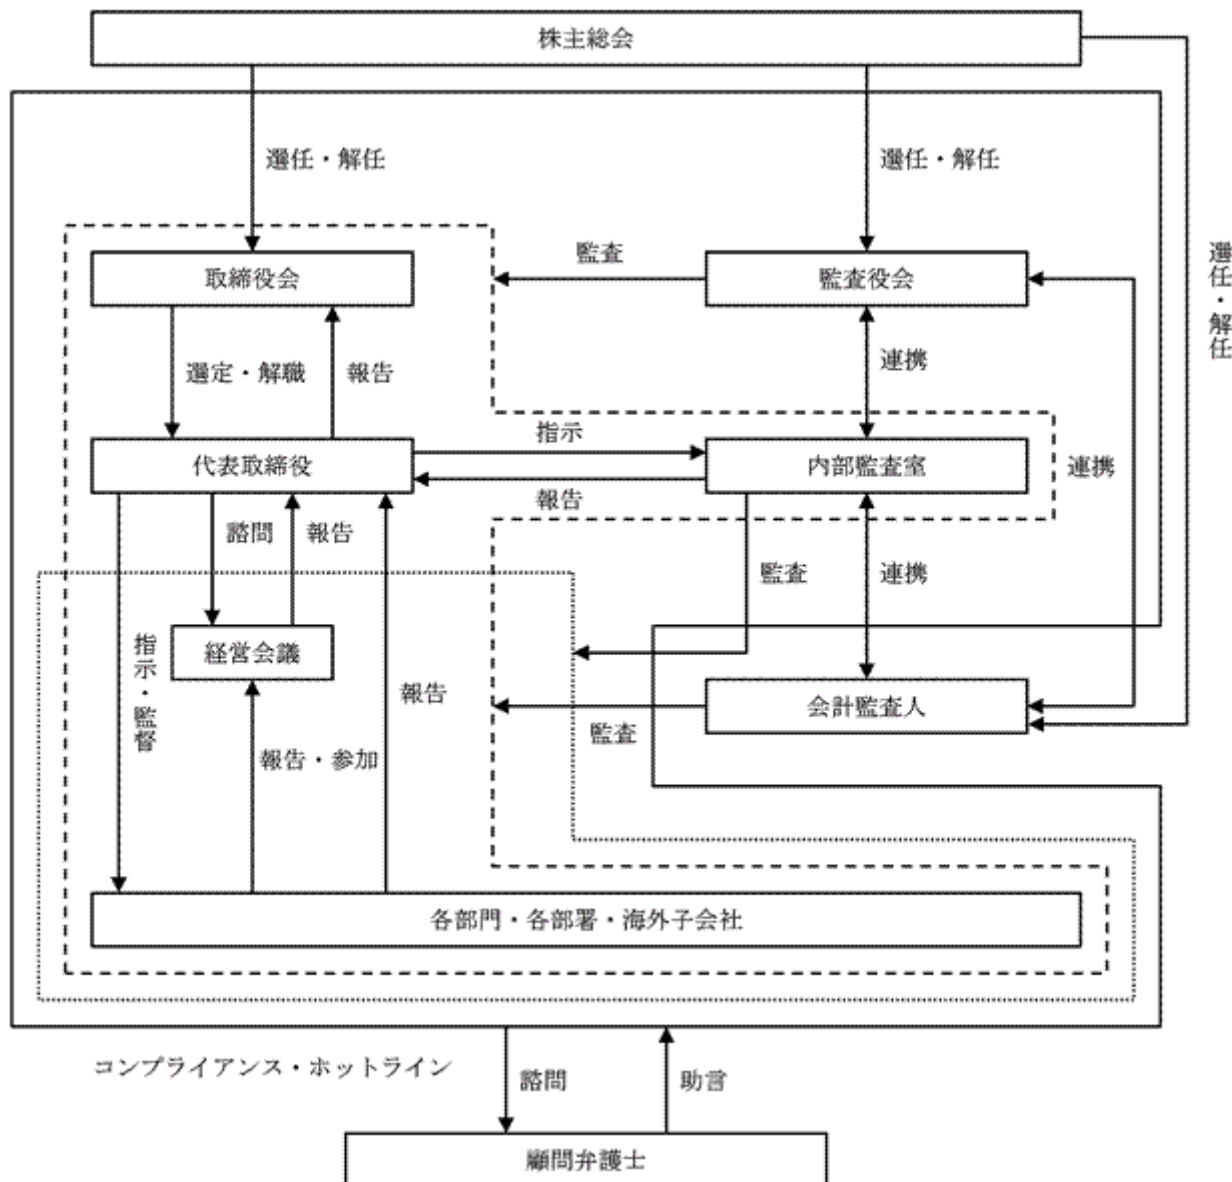 株主総会
選任・解任
選任・解任
選任・解任
取締役会
監査
監査役会
選定・解職
報告
連携
代表取締役
指示
報告
内部監査室
連携
諮問
報告
監査
連携
経営会議
指示・監督
報告
会計監査人
監査
報告・参加
各部門・各部署・海外子会社
コンプライアンス・ホットライン
諮問
助言
顧問弁護士